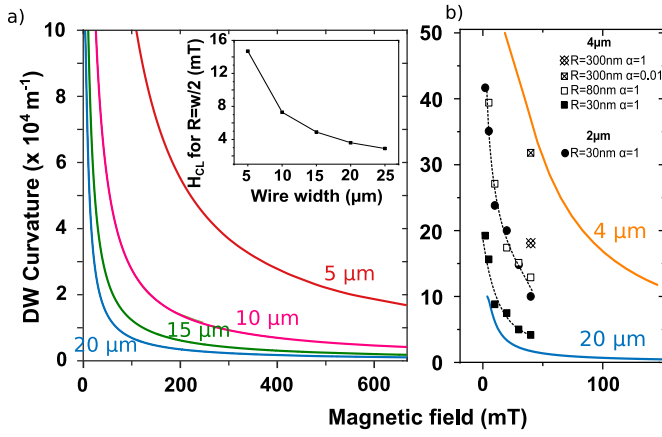 a)
DW Curvature (x 10⁴ m⁻¹)
10
8
6
4
2
0
0
200
400
600
5 μm
10 μm
15 μm
20 μm
H_CL for R=w/2 (mT)
16
12
8
4
5 10 15 20 25
Wire width (μm)
b)
50
40
30
20
10
0
0
100
4μm
R=300nm α=1
R=300nm α=0.01
R=80nm α=1
R=30nm α=1
2μm
R=30nm α=1
4 μm
20 μm
Magnetic field (mT)